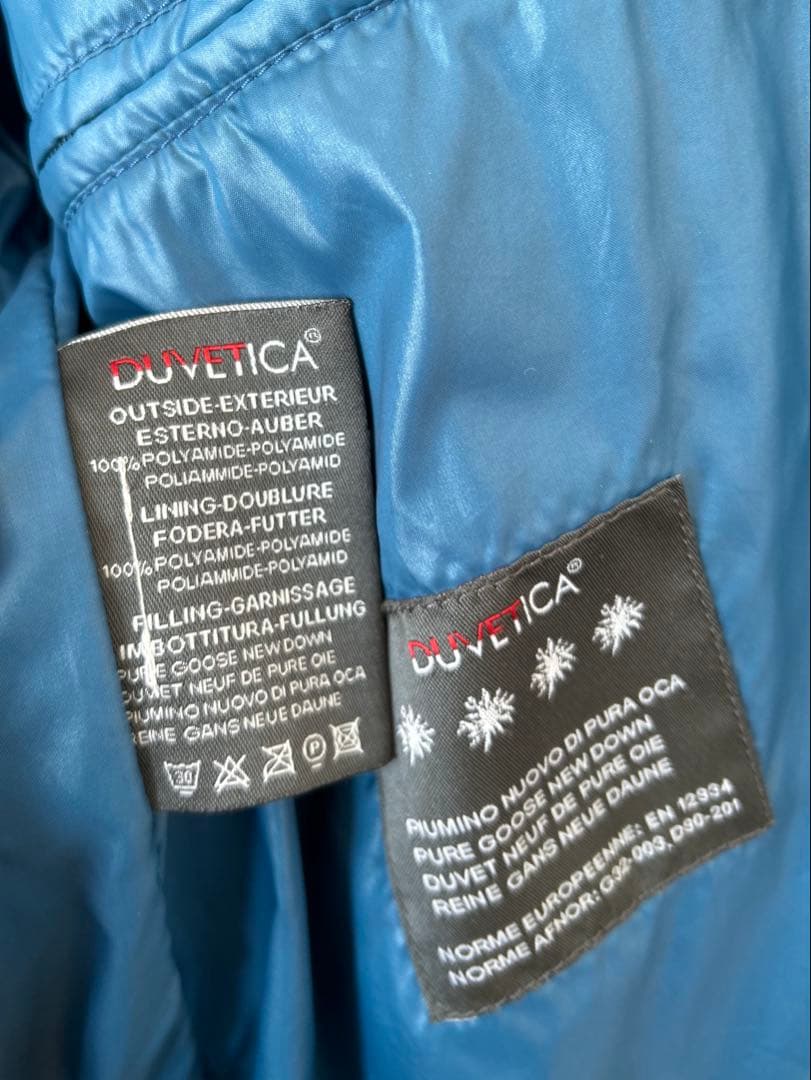 DUVETICA®
OUTSIDE-EXTERIEUR
ESTERNO-AUBER
100% POLYAMIDE-POLYAMIDE
POLIAMMIDE-POLYAMID
LINING-DOUBLURE
FODERA-FUTTER
100% POLYAMIDE-POLYAMIDE
POLIAMMIDE-POLYAMID
FILLING-GARNISSAGE
IMBOTTITURA-FULLUNG
PURE GOOSE NEW DOWN
DUVET NEUF DE PURE OIE
PIUMINO NUOVO DI PURA OCA
REINE GANS NEUE DAUNE
30 P
DUVETICA®
PIUMINO NUOVO DI PURA OCA
PURE GOOSE NEW DOWN
DUVET NEUF DE PURE OIE
REINE GANS NEUE DAUNE
NORME EUROPEENNE: EN 12934
NORME AFNOR: G32-003, D90-201